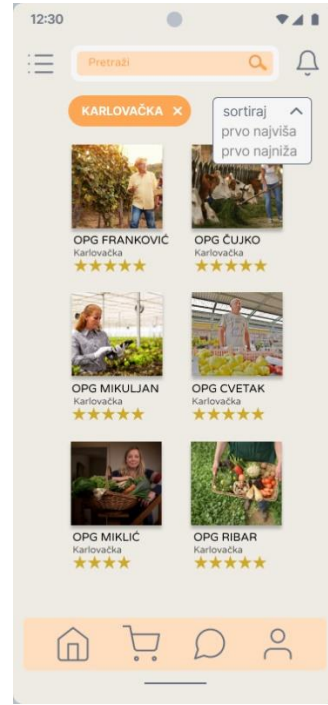 12:30
Pretraži
KARLOVAČKA ×
sortiraj
prvo najviša
prvo najniža
OPG FRANKOVIĆ
Karlovačka
OPG ČUJKO
Karlovačka
OPG MIKULJAN
Karlovačka
OPG CVETAK
Karlovačka
OPG MIKLIĆ
Karlovačka
OPG RIBAR
Karlovačka